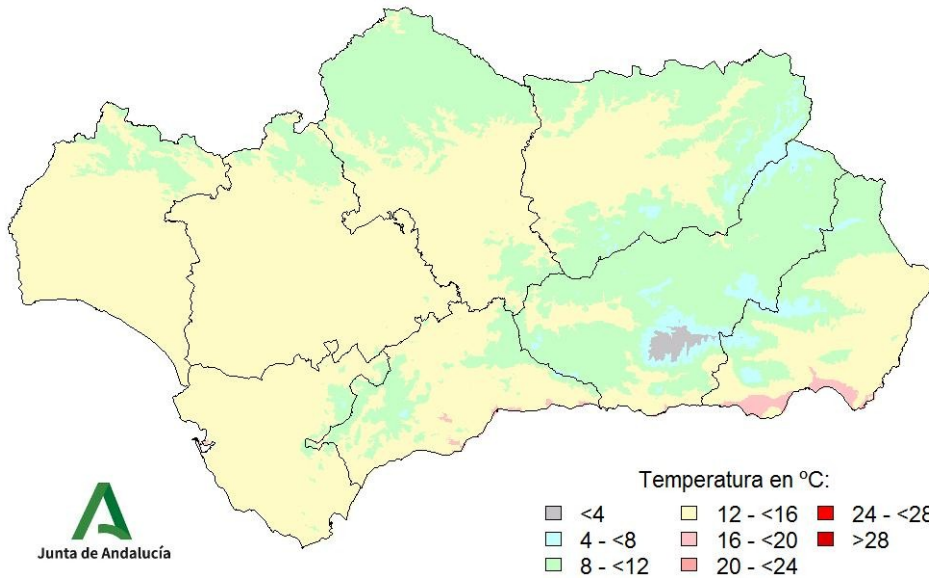 Temperatura en ºC:
<4
12 - <16
24 - <28
4 - <8
16 - <20
>28
8 - <12
20 - <24
Junta de Andalucía